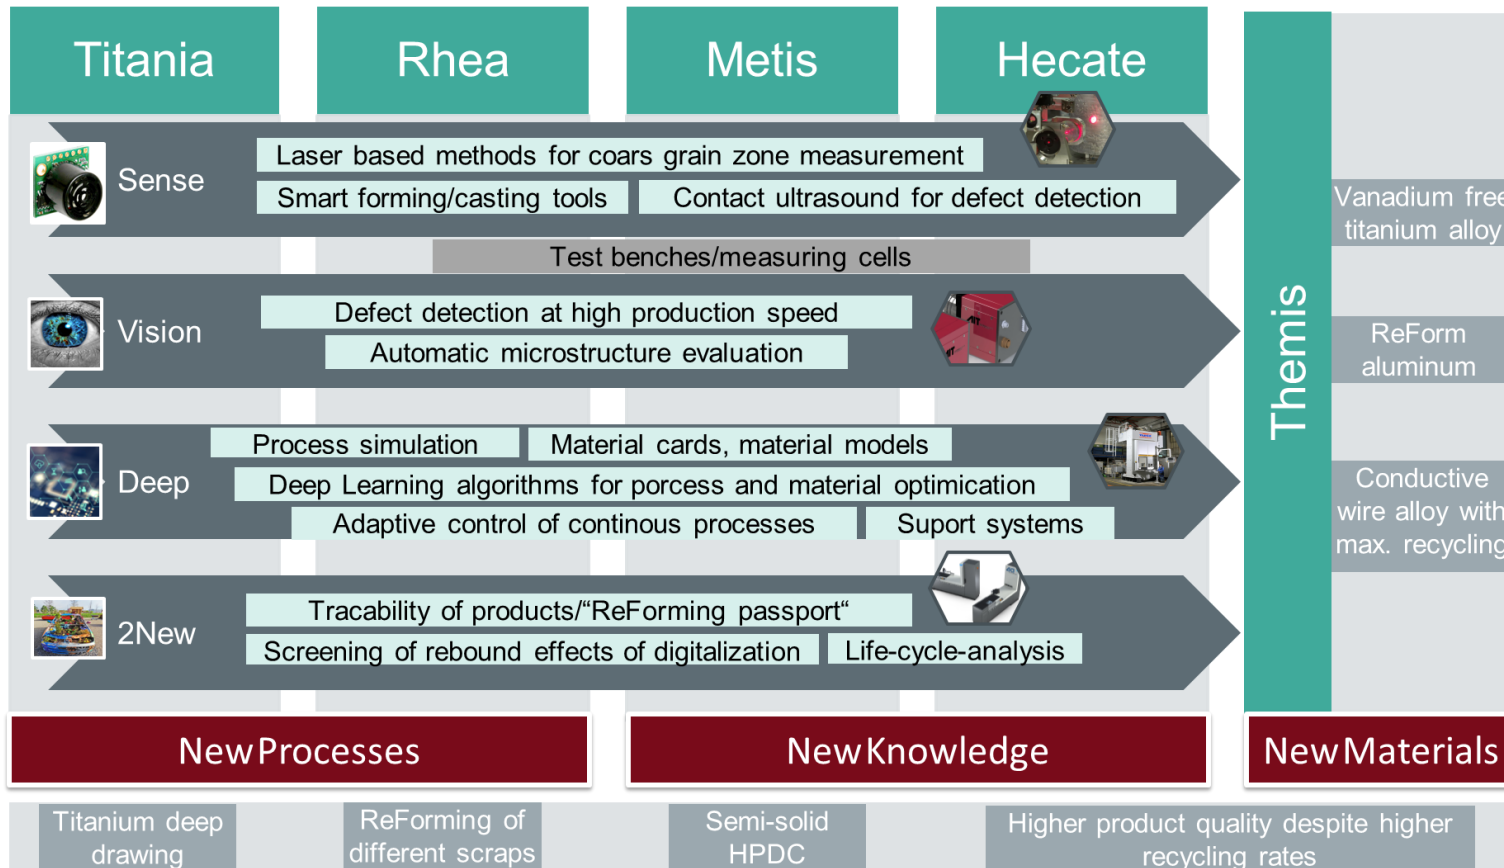 Titania
Rhea
Metis
Hecate
Themis
Sense
Laser based methods for coars grain zone measurement
Smart forming/casting tools
Contact ultrasound for defect detection
Test benches/measuring cells
Vision
Defect detection at high production speed
Automatic microstructure evaluation
Deep
Process simulation
Material cards, material models
Deep Learning algorithms for porcess and material optimication
Adaptive control of continous processes
Suport systems
2New
Tracability of products/“ReForming passport“
Screening of rebound effects of digitalization
Life-cycle-analysis
Vanadium free
titanium alloy
ReForm
aluminum
Conductive
wire alloy with
max. recycling
New Processes
New Knowledge
New Materials
Titanium deep
drawing
ReForming of
different scraps
Semi-solid
HPDC
Higher product quality despite higher
recycling rates